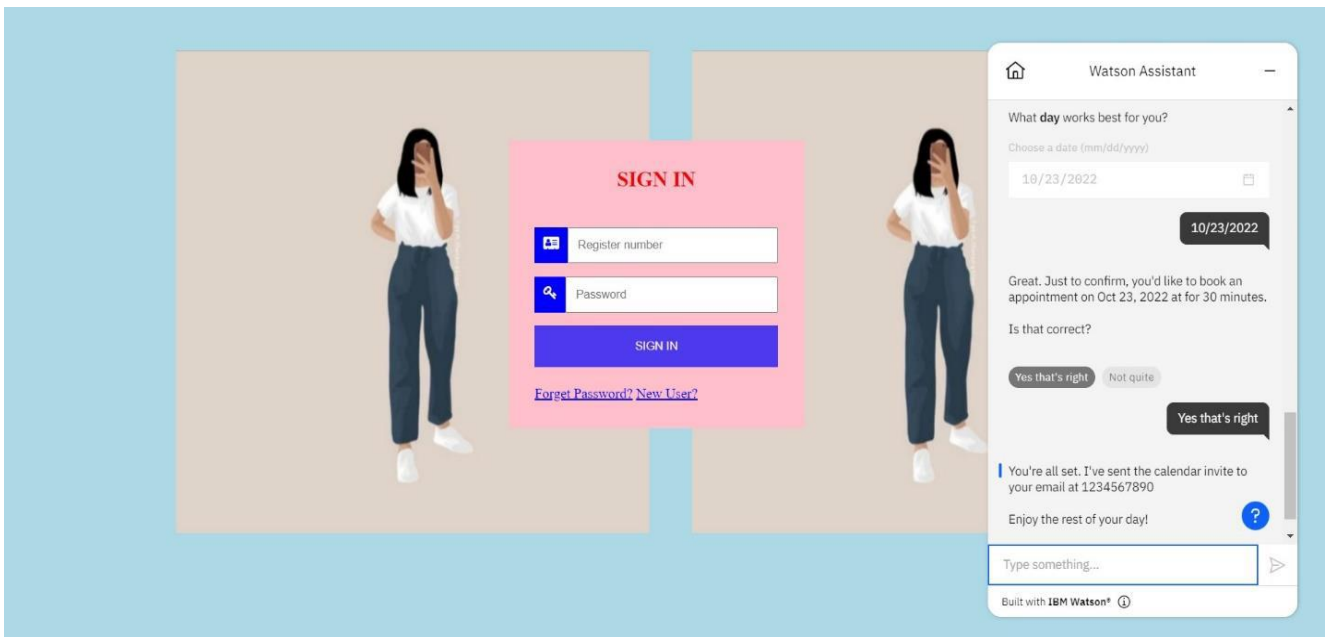 SIGN IN
Register number
Password
SIGN IN
Forget Password? New User?
Watson Assistant
What day works best for you?
Choose a date (mm/dd/yyyy)
10/23/2022
10/23/2022
Great. Just to confirm, you'd like to book an
appointment on Oct 23, 2022 at for 30 minutes.
Is that correct?
Yes that's right Not quite
Yes that's right
You're all set. I've sent the calendar invite to
your email at 1234567890
Enjoy the rest of your day!
?
Type something...
Built with IBM Watson®